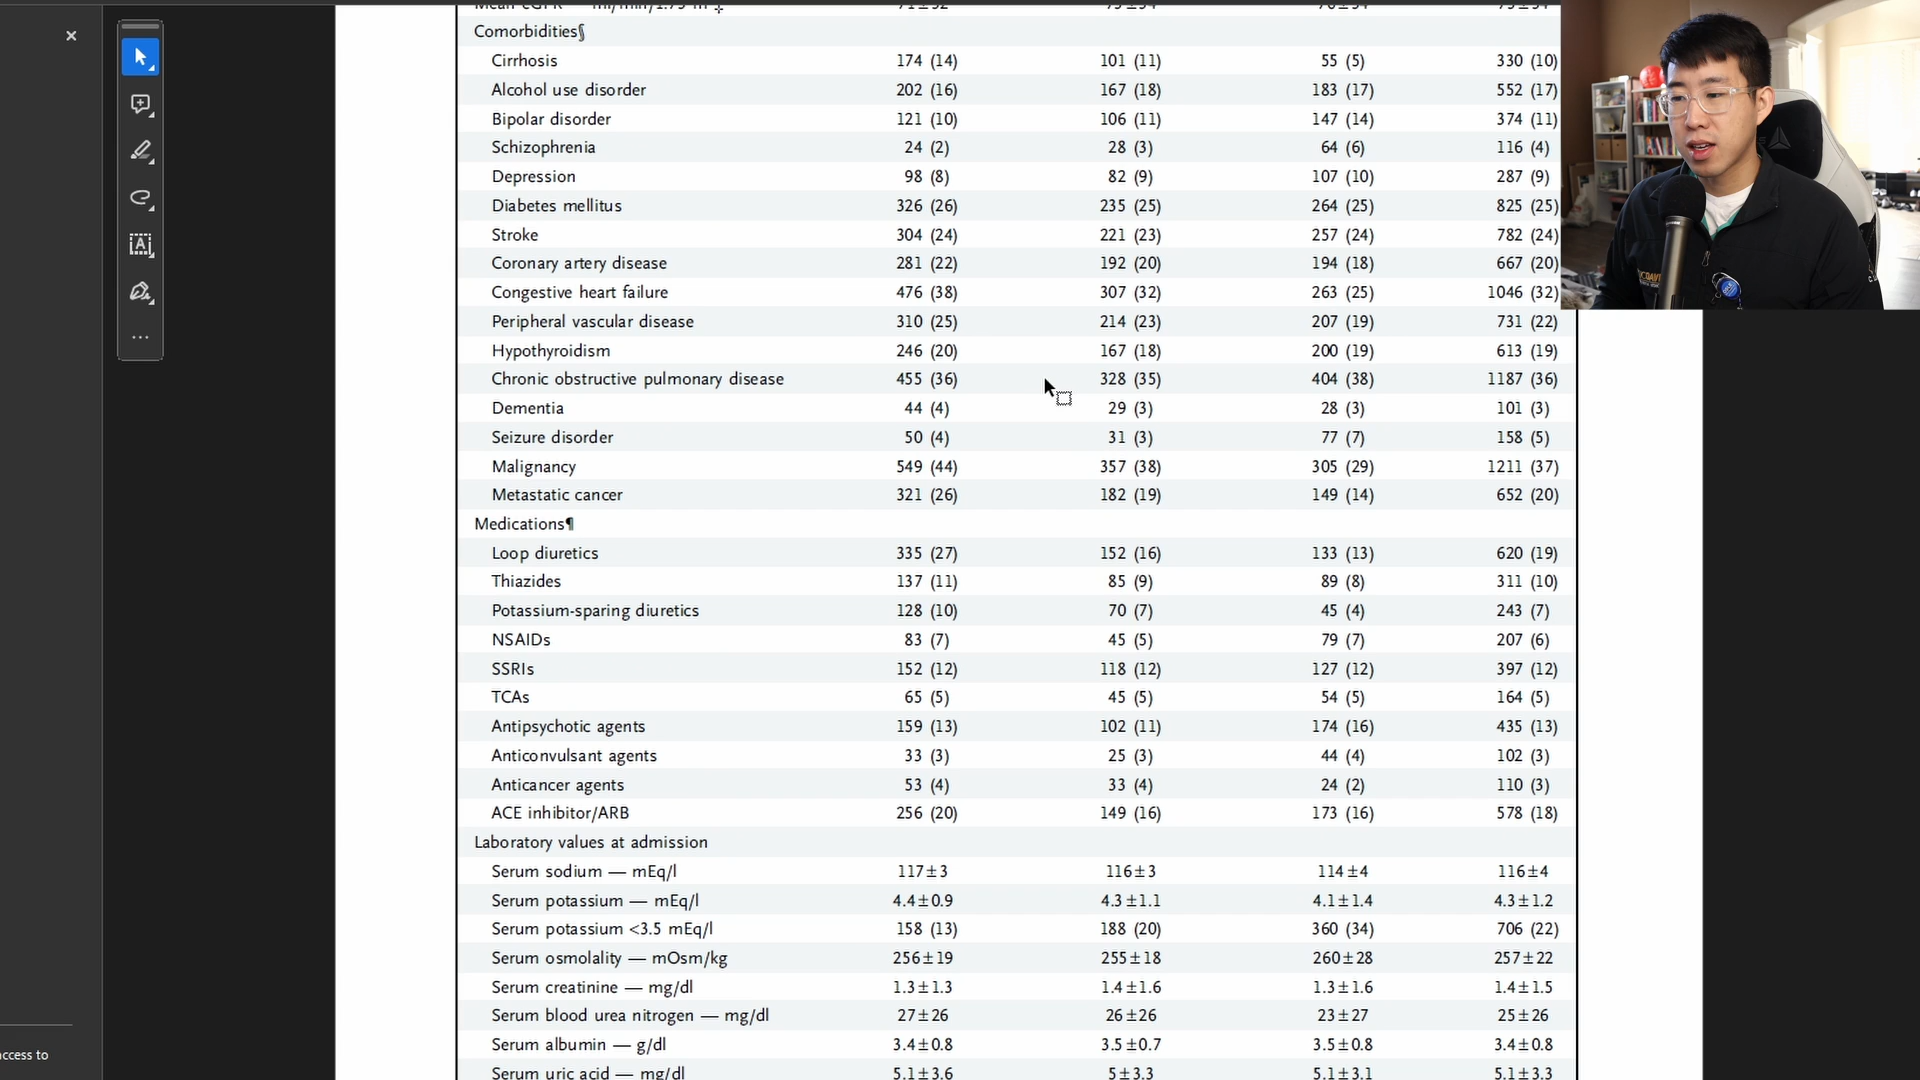 Comorbidities§
Cirrhosis 174 (14) 101 (11) 55 (5) 330 (10)
Alcohol use disorder 202 (16) 167 (18) 183 (17) 552 (17)
Bipolar disorder 121 (10) 106 (11) 147 (14) 374 (11)
Schizophrenia 24 (2) 28 (3) 64 (6) 116 (4)
Depression 98 (8) 82 (9) 107 (10) 287 (9)
Diabetes mellitus 326 (26) 235 (25) 264 (25) 825 (25)
Stroke 304 (24) 221 (23) 257 (24) 782 (24)
Coronary artery disease 281 (22) 192 (20) 194 (18) 667 (20)
Congestive heart failure 476 (38) 307 (32) 263 (25) 1046 (32)
Peripheral vascular disease 310 (25) 214 (23) 207 (19) 731 (22)
Hypothyroidism 246 (20) 167 (18) 200 (19) 613 (19)
Chronic obstructive pulmonary disease 455 (36) 328 (35) 404 (38) 1187 (36)
Dementia 44 (4) 29 (3) 28 (3) 101 (3)
Seizure disorder 50 (4) 31 (3) 77 (7) 158 (5)
Malignancy 549 (44) 357 (38) 305 (29) 1211 (37)
Metastatic cancer 321 (26) 182 (19) 149 (14) 652 (20)
Medications¶
Loop diuretics 335 (27) 152 (16) 133 (13) 620 (19)
Thiazides 137 (11) 85 (9) 89 (8) 311 (10)
Potassium-sparing diuretics 128 (10) 70 (7) 45 (4) 243 (7)
NSAIDs 83 (7) 45 (5) 79 (7) 207 (6)
SSRIs 152 (12) 118 (12) 127 (12) 397 (12)
TCAs 65 (5) 45 (5) 54 (5) 164 (5)
Antipsychotic agents 159 (13) 102 (11) 174 (16) 435 (13)
Anticonvulsant agents 33 (3) 25 (3) 44 (4) 102 (3)
Anticancer agents 53 (4) 33 (4) 24 (2) 110 (3)
ACE inhibitor/ARB 256 (20) 149 (16) 173 (16) 578 (18)
Laboratory values at admission
Serum sodium — mEq/l 117±3 116±3 114±4 116±4
Serum potassium — mEq/l 4.4±0.9 4.3±1.1 4.1±1.4 4.3±1.2
Serum potassium <3.5 mEq/l 158 (13) 188 (20) 360 (34) 706 (22)
Serum osmolality — mOsm/kg 256±19 255±18 260±28 257±22
Serum creatinine — mg/dl 1.3±1.3 1.4±1.6 1.3±1.6 1.4±1.5
Serum blood urea nitrogen — mg/dl 27±26 26±26 23±27 25±26
Serum albumin — g/dl 3.4±0.8 3.5±0.7 3.5±0.8 3.4±0.8
Serum uric acid — mg/dl 5.1±3.6 5±3.3 5.1±3.1 5.1±3.3
ccess to